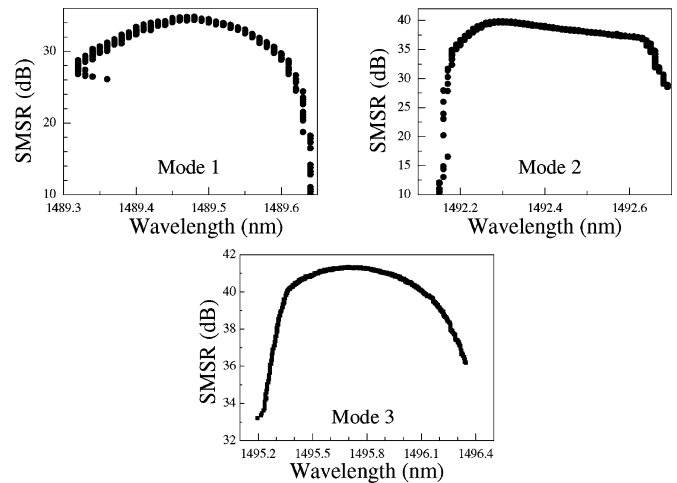 SMSR (dB)
30
20
10
Mode 1
1489.3 1489.4 1489.5 1489.6
Wavelength (nm)
SMSR (dB)
40
35
30
25
20
15
10
Mode 2
1492.2 1492.4 1492.6
Wavelength (nm)
SMSR (dB)
42
40
38
36
34
32
Mode 3
1495.2 1495.5 1495.8 1496.1 1496.4
Wavelength (nm)